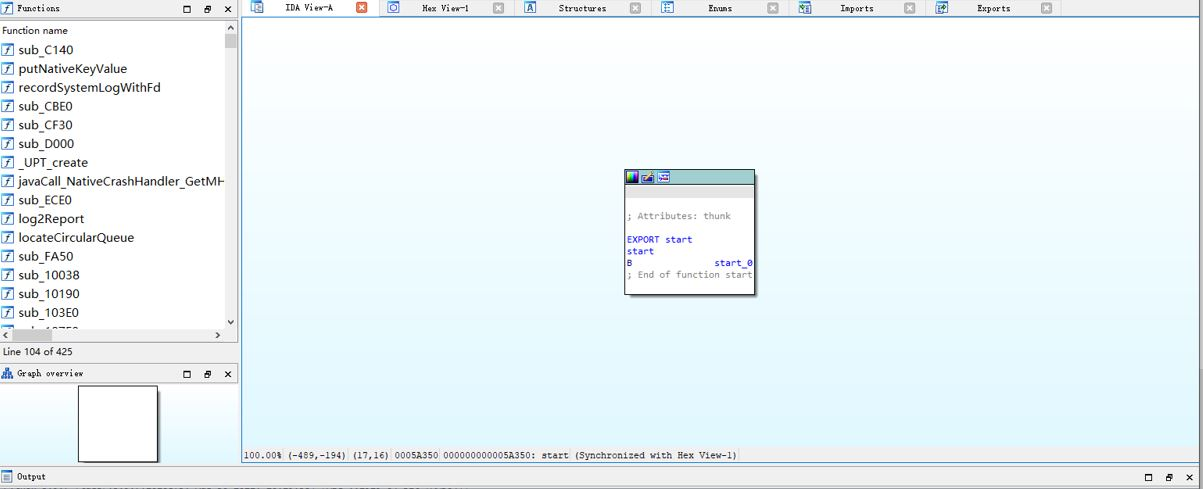 Functions
IDA View-A
Hex View-1
Structures
Enums
Imports
Exports
Function name
sub_C140
putNativeKeyValue
recordSystemLogWithFd
sub_CBE0
sub_CF30
sub_D000
_UPT_create
javaCall_NativeCrashHandler_GetMH
sub_ECE0
log2Report
locateCircularQueue
sub_FA50
sub_10038
sub_10190
sub_103E0
Line 104 of 425
Graph overview
; Attributes: thunk
EXPORT start
start
B start_0
; End of function start
100.00% (-489,-194) (17,16) 0005A350 000000000005A350: start (Synchronized with Hex View-1)
Output